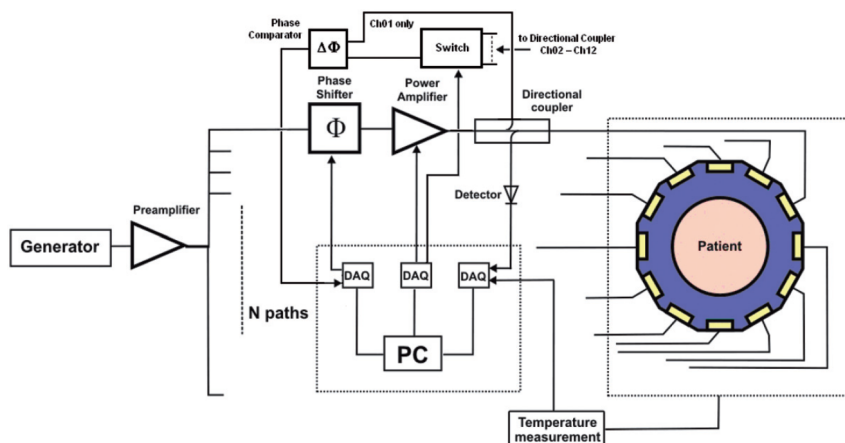 Phase
Comparator
Ch01 only
ΔΦ
Switch
to Directional Coupler
Ch02 – Ch12
Phase
Shifter
Φ
Power
Amplifier
Directional
coupler
Detector
Preamplifier
Generator
N paths
DAQ
DAQ
DAQ
PC
Patient
Temperature
measurement